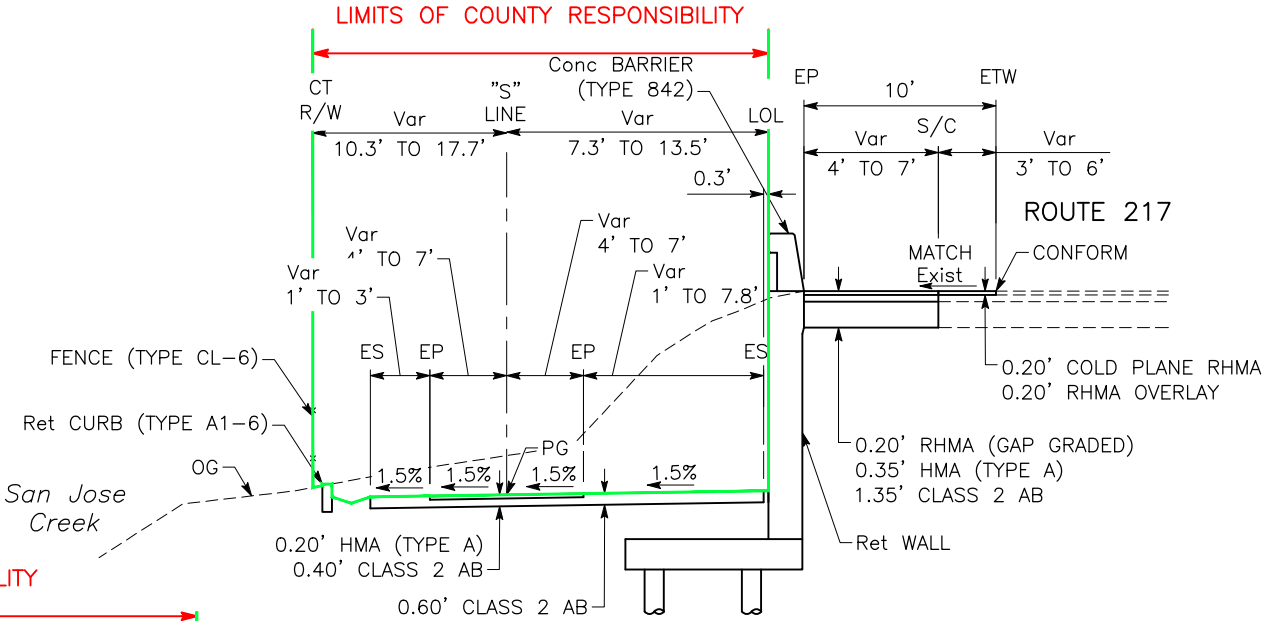 LIMITS OF COUNTY RESPONSIBILITY
Conc BARRIER
(TYPE 842)
CT
R/W
"S"
LINE
LOL
EP
ETW
10'
Var
10.3' TO 17.7'
Var
7.3' TO 13.5'
S/C
Var
4' TO 7'
Var
3' TO 6'
0.3'
ROUTE 217
Var
4' TO 7'
Var
4' TO 7'
Var
1' TO 3'
Var
1' TO 7.8'
MATCH
Exist
CONFORM
FENCE (TYPE CL-6)
ES
EP
EP
ES
0.20' COLD PLANE RHMA
0.20' RHMA OVERLAY
Ret CURB (TYPE A1-6)
OG
PG
0.20' RHMA (GAP GRADED)
0.35' HMA (TYPE A)
1.35' CLASS 2 AB
1.5%
1.5%
1.5%
1.5%
San Jose
Creek
0.20' HMA (TYPE A)
0.40' CLASS 2 AB
Ret WALL
LITY
0.60' CLASS 2 AB